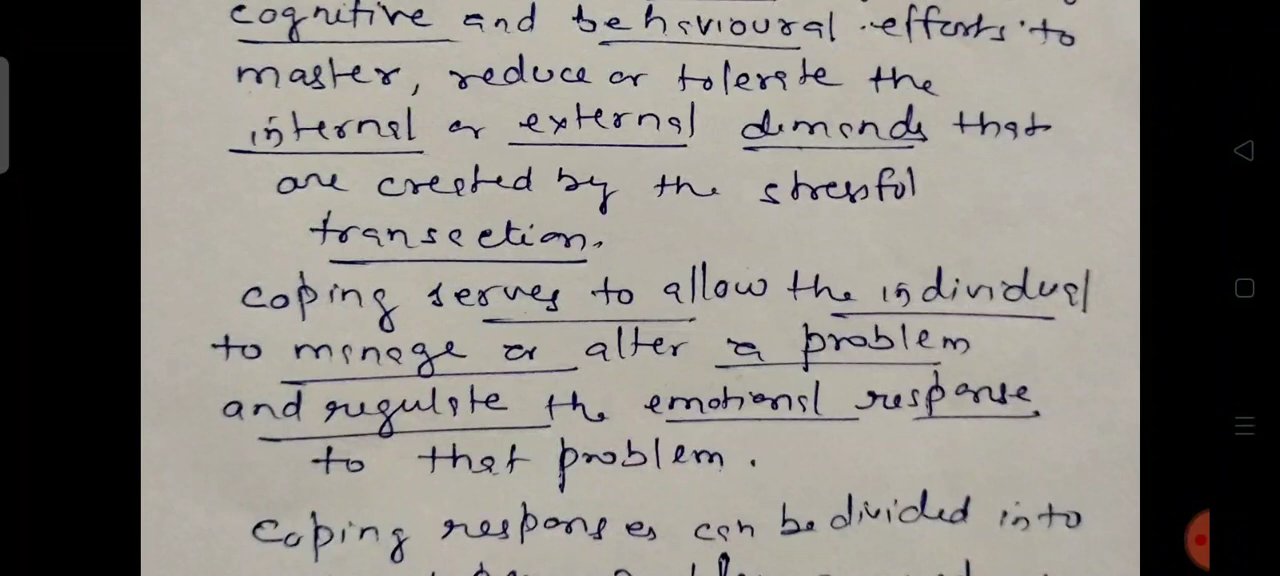 cognitive and behavioural efforts to
master, reduce or tolerate the
internal or external demands that
are created by the stressful
transection.
Coping serves to allow the individual
to manage or alter a problem
and regulate the emotional response
to that problem.
Coping responses can be divided into